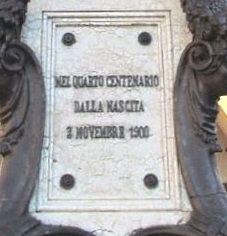 NEL QUARTO CENTENARIO
DALLA NASCITA
3 NOVEMBRE 1900